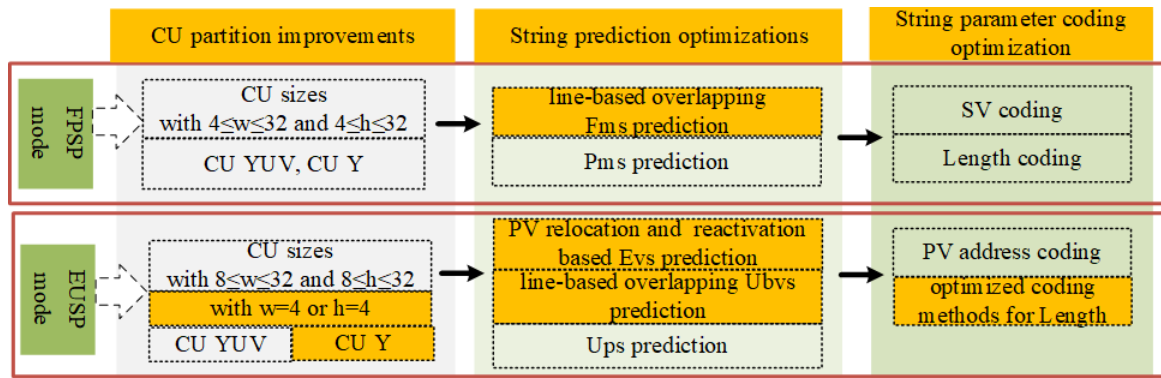 CU partition improvements
String prediction optimizations
String parameter coding
optimization
FPSP
mode
CU sizes
with 4≤w≤32 and 4≤h≤32
CU YUV, CU Y
line-based overlapping
Fms prediction
Pms prediction
SV coding
Length coding
EUSP
mode
CU sizes
with 8≤w≤32 and 8≤h≤32
with w=4 or h=4
CU YUV
CU Y
PV relocation and reactivation
based Evs prediction
line-based overlapping Ubvs
prediction
Ups prediction
PV address coding
optimized coding
methods for Length